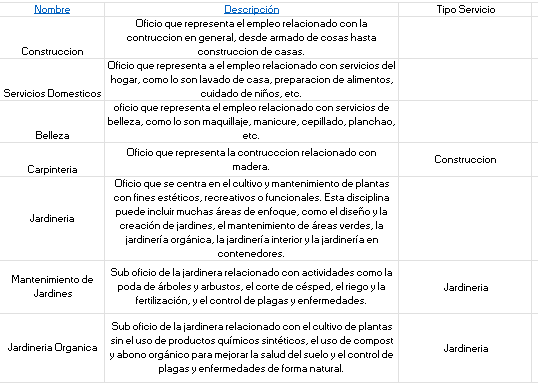 Nombre Descripción Tipo Servicio
Oficio que representa el empleo relacionado con la
contruccion en general, desde armado de cosas hasta
Construccion construccion de casas.
Oficio que representa a el empleo relacionado con servicios del
hogar, como lo son lavado de casa, preparacion de alimentos,
Servicios Domesticos cuidado de niños, etc.
oficio que representa el empleo relacionado con servicios de
belleza, como lo son maquillaje, manicure, cepillado, planchao,
Belleza etc.
Oficio que representa la contrucccion relacionado con
Carpinteria madera. Construccion
Oficio que se centra en el cultivo y mantenimiento de plantas
con fines estéticos, recreativos o funcionales. Esta disciplina
puede incluir muchas áreas de enfoque, como el diseño y la
Jardineria creación de jardines, el mantenimiento de áreas verdes, la
jardinería orgánica, la jardinería interior y la jardinería en
contenedores.
Mantenimiento de Jardines
Sub oficio de la jardinera relacionado con actividades como la
poda de árboles y arbustos, el corte de césped, el riego y la
fertilización, y el control de plagas y enfermedades.
Jardineria
Sub oficio de la jardinera relacionado con el cultivo de plantas
sin el uso de productos químicos sintéticos, el uso de compost
Jardineria Organica y abono orgánico para mejorar la salud del suelo y el control de Jardineria
plagas y enfermedades de forma natural.